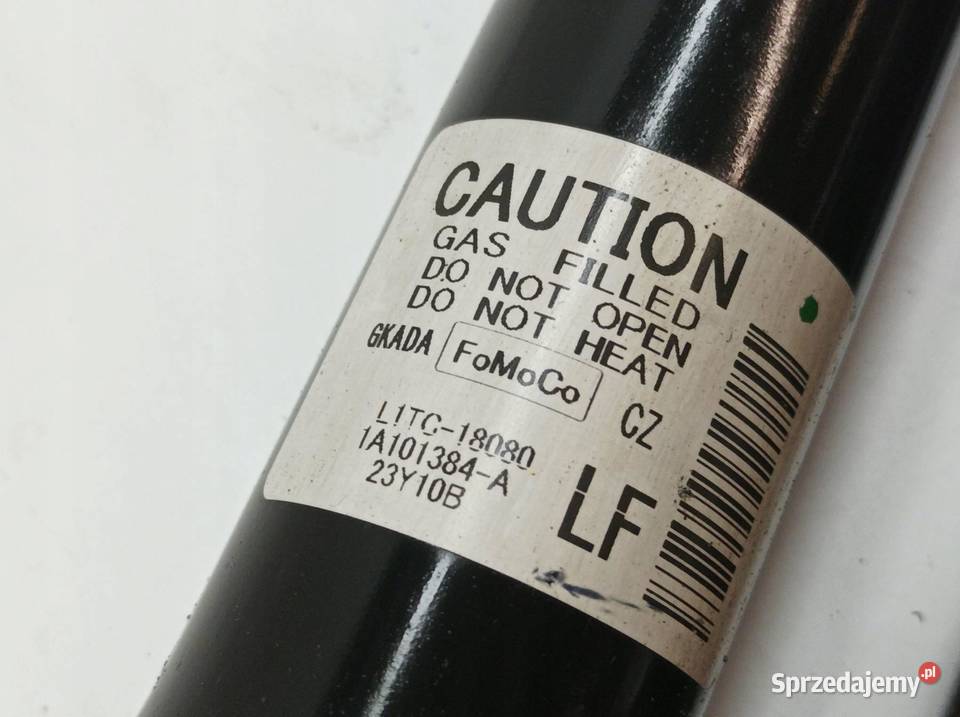 CAUTION
GAS FILLED
DO NOT OPEN
DO NOT HEAT
GKADA FoMoCo CZ
L1TC-18080
1A101384-A
23Y10B
LF
Sprzedajemy.pl